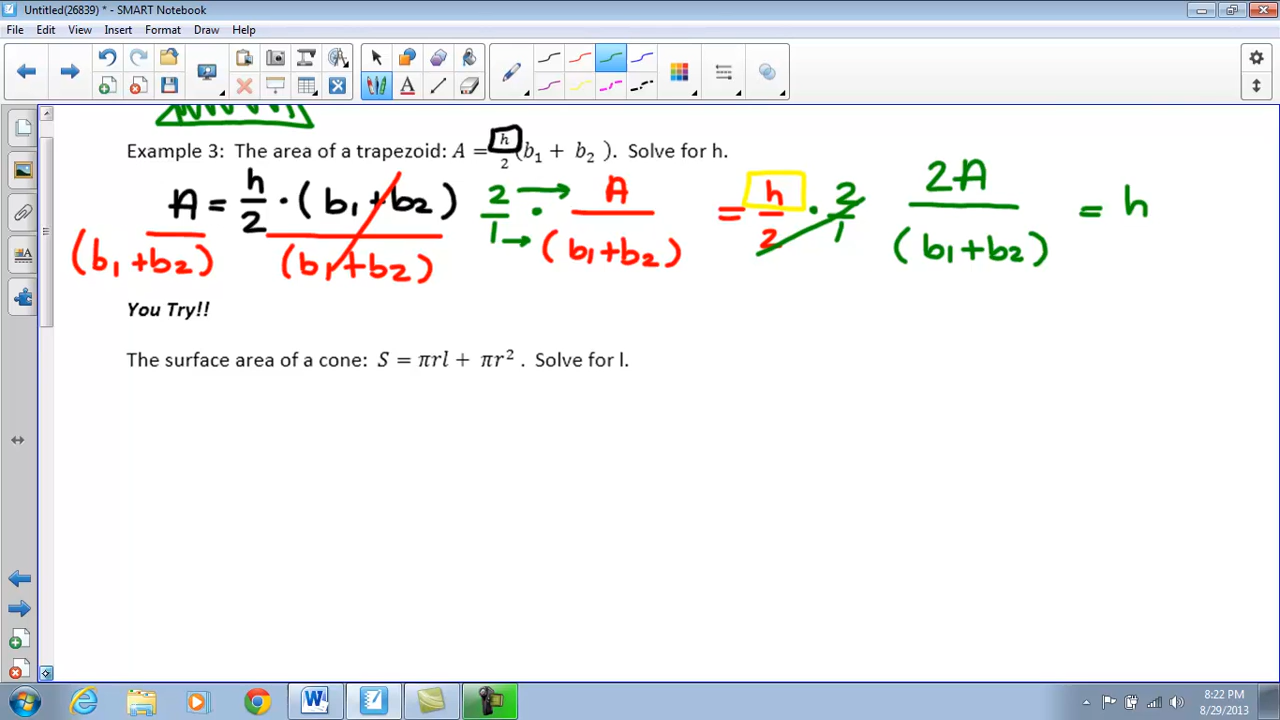 Untitled(26839) * - SMART Notebook
File Edit View Insert Format Draw Help
Example 3: The area of a trapezoid: A = h/2 (b₁ + b₂ ). Solve for h.
A = h/2 · (b₁+b₂) 2/1 · A = h/2 · 2/1 2A = h
(b₁+b₂) (b₁+b₂) (b₁+b₂) (b₁+b₂)
You Try!!
The surface area of a cone: S = πrl + πr² . Solve for l.
8:22 PM
8/29/2013